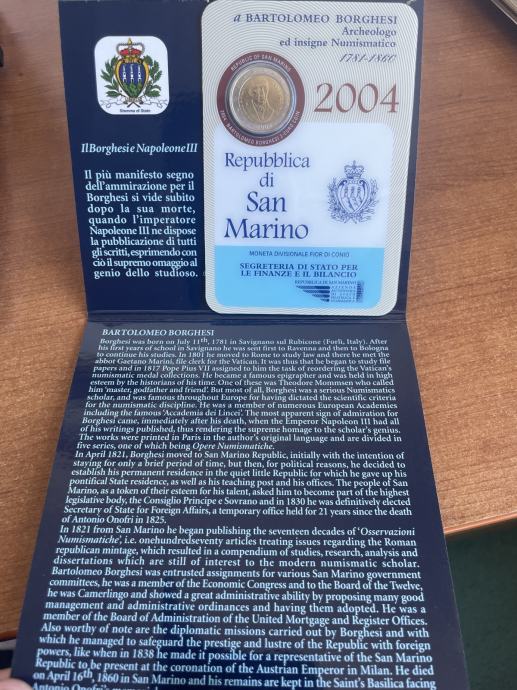 Stemma di Stato
Il Borghesi e Napoleone III
Il più manifesto segno
dell'ammirazione per il
Borghesi si vide subito
dopo la sua morte,
quando l'imperatore
Napoleone III ne dispose
la pubblicazione di tutti
gli scritti, esprimendo con
ciò il supremo omaggio al
genio dello studioso.
a BARTOLOMEO BORGHESI
Archeologo
ed insigne Numismatico
1781-1860
REPUBLIC OF SAN MARINO
2004
Repubblica
di
San
Marino
MONETA DIVISIONALE FIOR DI CONIO
SEGRETERIA DI STATO PER
LE FINANZE E IL BILANCIO
REPUBBLICA DI SAN MARINO
BARTOLOMEO BORGHESI
Borghesi was born on July 11th, 1781 in Savignano sul Rubicone (Forlì, Italy). After
his first years of school in Savignano he was sent first to Ravenna and then to Bologna
to continue his studies. In 1801 he moved to Rome to study law and there he met the
abbot Gaetano Marini, file clerk for the Vatican. It was thus that he began to study file
papers and in 1817 Pope Pius VII assigned to him the task of reordering the Vatican's
numismatic medal collections. He became a famous epigrapher and was held in high
esteem by the historians of his time. One of these was Theodore Mommsen who called
him 'master, godfather and friend'. But most of all, Borghesi was a serious Numismatics
scholar, and was famous throughout Europe for having dictated the scientific criteria
for the numismatic discipline. He was a member of numerous European Academies
including the famous 'Accademia dei Lincei'. The most apparent sign of admiration for
Borghesi came, immediately after his death, when the Emperor Napoleon III had all
of his writings published, thus rendering the supreme homage to the scholar's genius.
The works were printed in Paris in the author's original language and are divided in
five series, one of which being Opere Numismatiche.
In April 1821, Borghesi moved to San Marino Republic, initially with the intention of
staying for only a brief period of time, but then, for political reasons, he decided to
establish his permanent residence in the quiet little Republic for which he gave up his
pontifical State residence, as well as his teaching post and his offices. The people of San
Marino, as a token of their esteem for his talent, asked him to become part of the highest
legislative body, the Consiglio Principe e Sovrano and in 1830 he was definitively elected
Secretary of State for Foreign Affairs, a temporary office held for 21 years since the death
of Antonio Onofri in 1825.
In 1821 from San Marino he began publishing the seventeen decades of 'Osservazioni
Numismatiche', i.e. onehundredseventy articles treating issues regarding the Roman
republican mintage, which resulted in a compendium of studies, research, analysis and
dissertations which are still of interest to the modern numismatic scholar.
Bartolomeo Borghesi was entrusted assignments for various San Marino government
committees, he was a member of the Economic Congress and to the Board of the Twelve,
he was Camerlingo and showed a great administrative ability by proposing many good
management and administrative ordinances and having them adopted. He was a
member of the Board of Administration of the United Mortgage and Register Offices.
Also worthy of note are the diplomatic missions carried out by Borghesi and with
which he managed to safeguard the prestige and lustre of the Republic with foreign
powers, like when in 1838 he made it possible for a representative of the San Marino
Republic to be present at the coronation of the Austrian Emperor in Milan. He died
on April 16th, 1860 in San Marino and his remains are kept in the Saint's Basilica facing
Antonio Onofri's